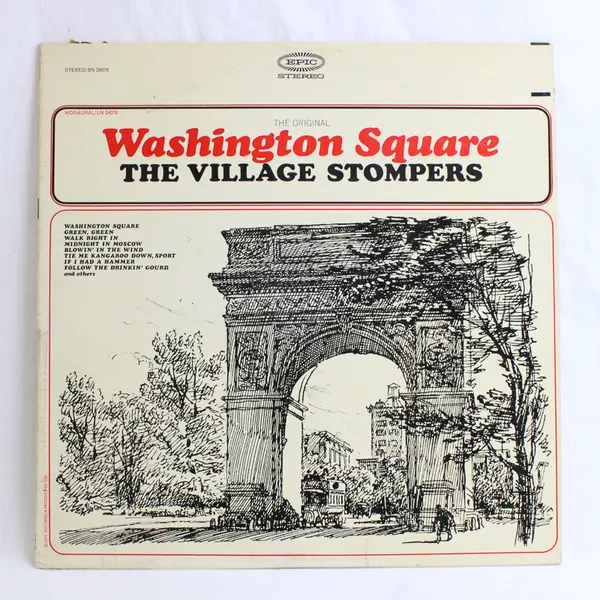 EPIC
STEREO
STEREO/BN 26078
MONAURAL/LN 24078
THE ORIGINAL
Washington Square
THE VILLAGE STOMPERS
WASHINGTON SQUARE
GREEN, GREEN
WALK RIGHT IN
MIDNIGHT IN MOSCOW
BLOWIN' IN THE WIND
TIE ME KANGAROO DOWN, SPORT
IF I HAD A HAMMER
FOLLOW THE DRINKIN' GOURD
and others